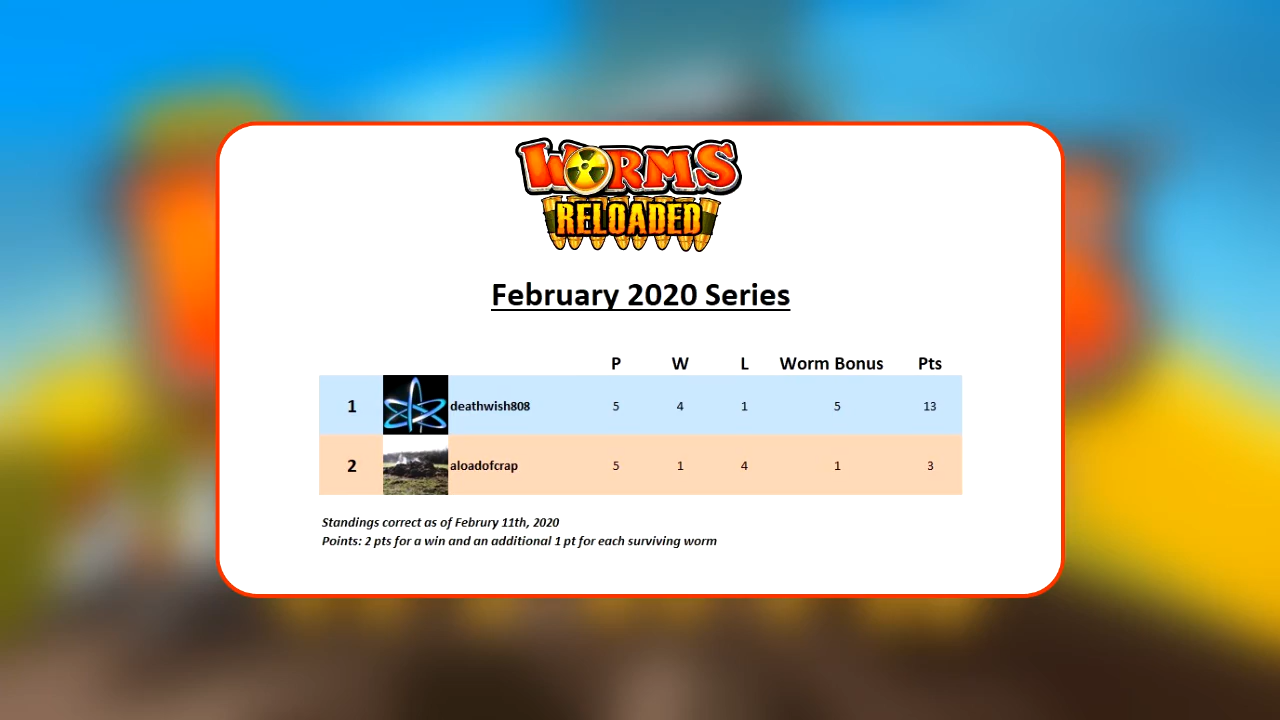 WORMS
RELOADED
February 2020 Series
P W L Worm Bonus Pts
1 deathwish808 5 4 1 5 13
2 aloadofcrap 5 1 4 1 3
Standings correct as of Februry 11th, 2020
Points: 2 pts for a win and an additional 1 pt for each surviving worm